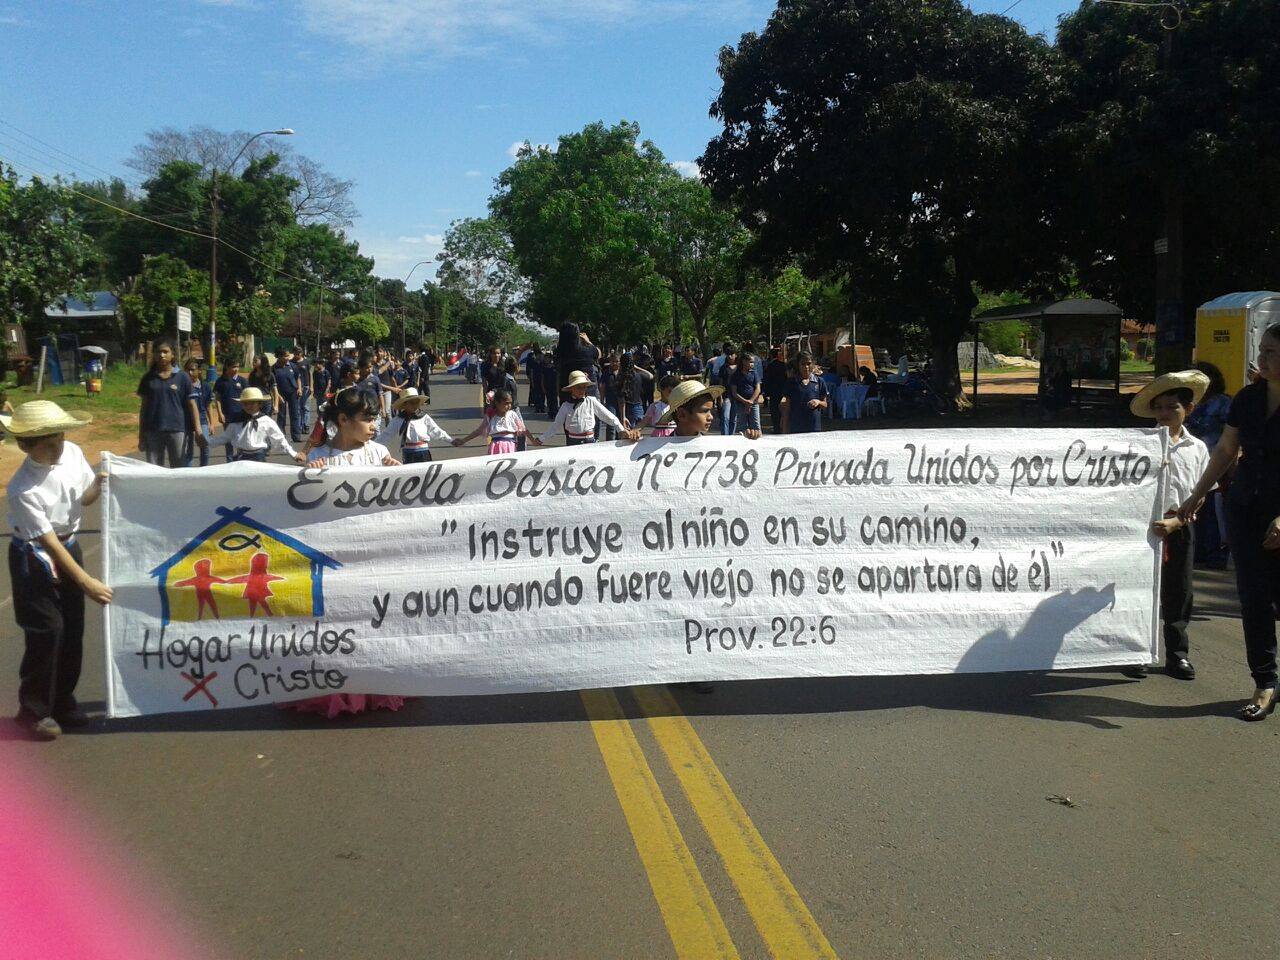 Escuela Básica N° 7738 Privada Unidos por Cristo
"Instruye al niño en su camino,
y aun cuando fuere viejo no se apartara de él"
Prov. 22:6
Hogar Unidos
X Cristo